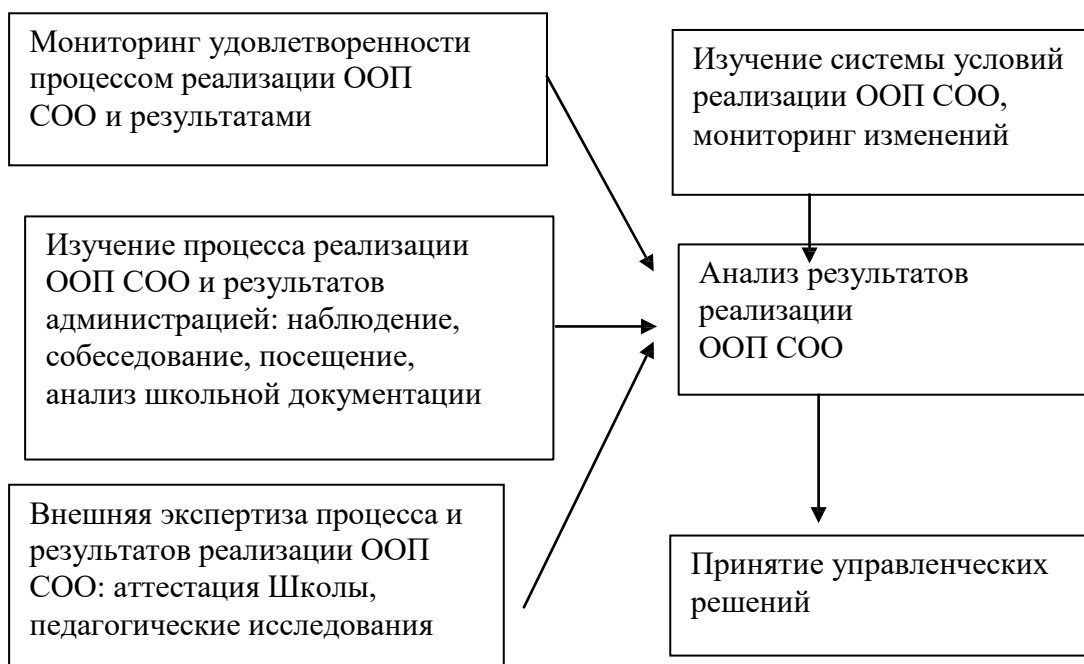 Мониторинг удовлетворенности
процессом реализации ООП
СОО и результатами
Изучение системы условий
реализации ООП СОО,
мониторинг изменений
Изучение процесса реализации
ООП СОО и результатов
администрацией: наблюдение,
собеседование, посещение,
анализ школьной документации
Анализ результатов
реализации
ООП СОО
Внешняя экспертиза процесса и
результатов реализации ООП
СОО: аттестация Школы,
педагогические исследования
Принятие управленческих
решений